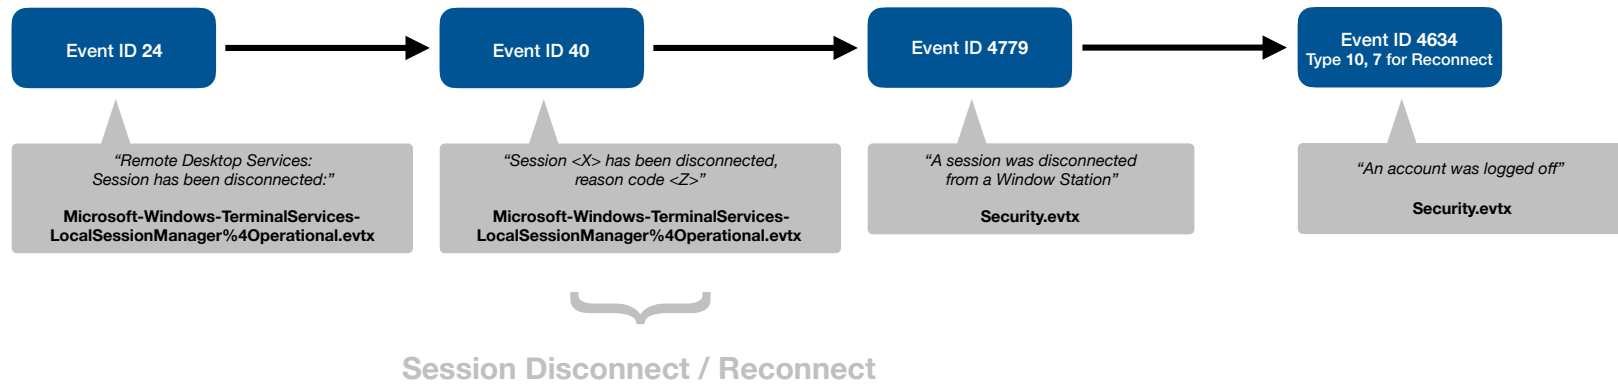 Event ID 24
Event ID 40
Event ID 4779
Event ID 4634
Type 10, 7 for Reconnect
“Remote Desktop Services:
Session has been disconnected:”
Microsoft-Windows-TerminalServices-
LocalSessionManager%4Operational.evtx
“Session <X> has been disconnected,
reason code <Z>”
Microsoft-Windows-TerminalServices-
LocalSessionManager%4Operational.evtx
“A session was disconnected
from a Window Station”
Security.evtx
“An account was logged off”
Security.evtx
Session Disconnect / Reconnect